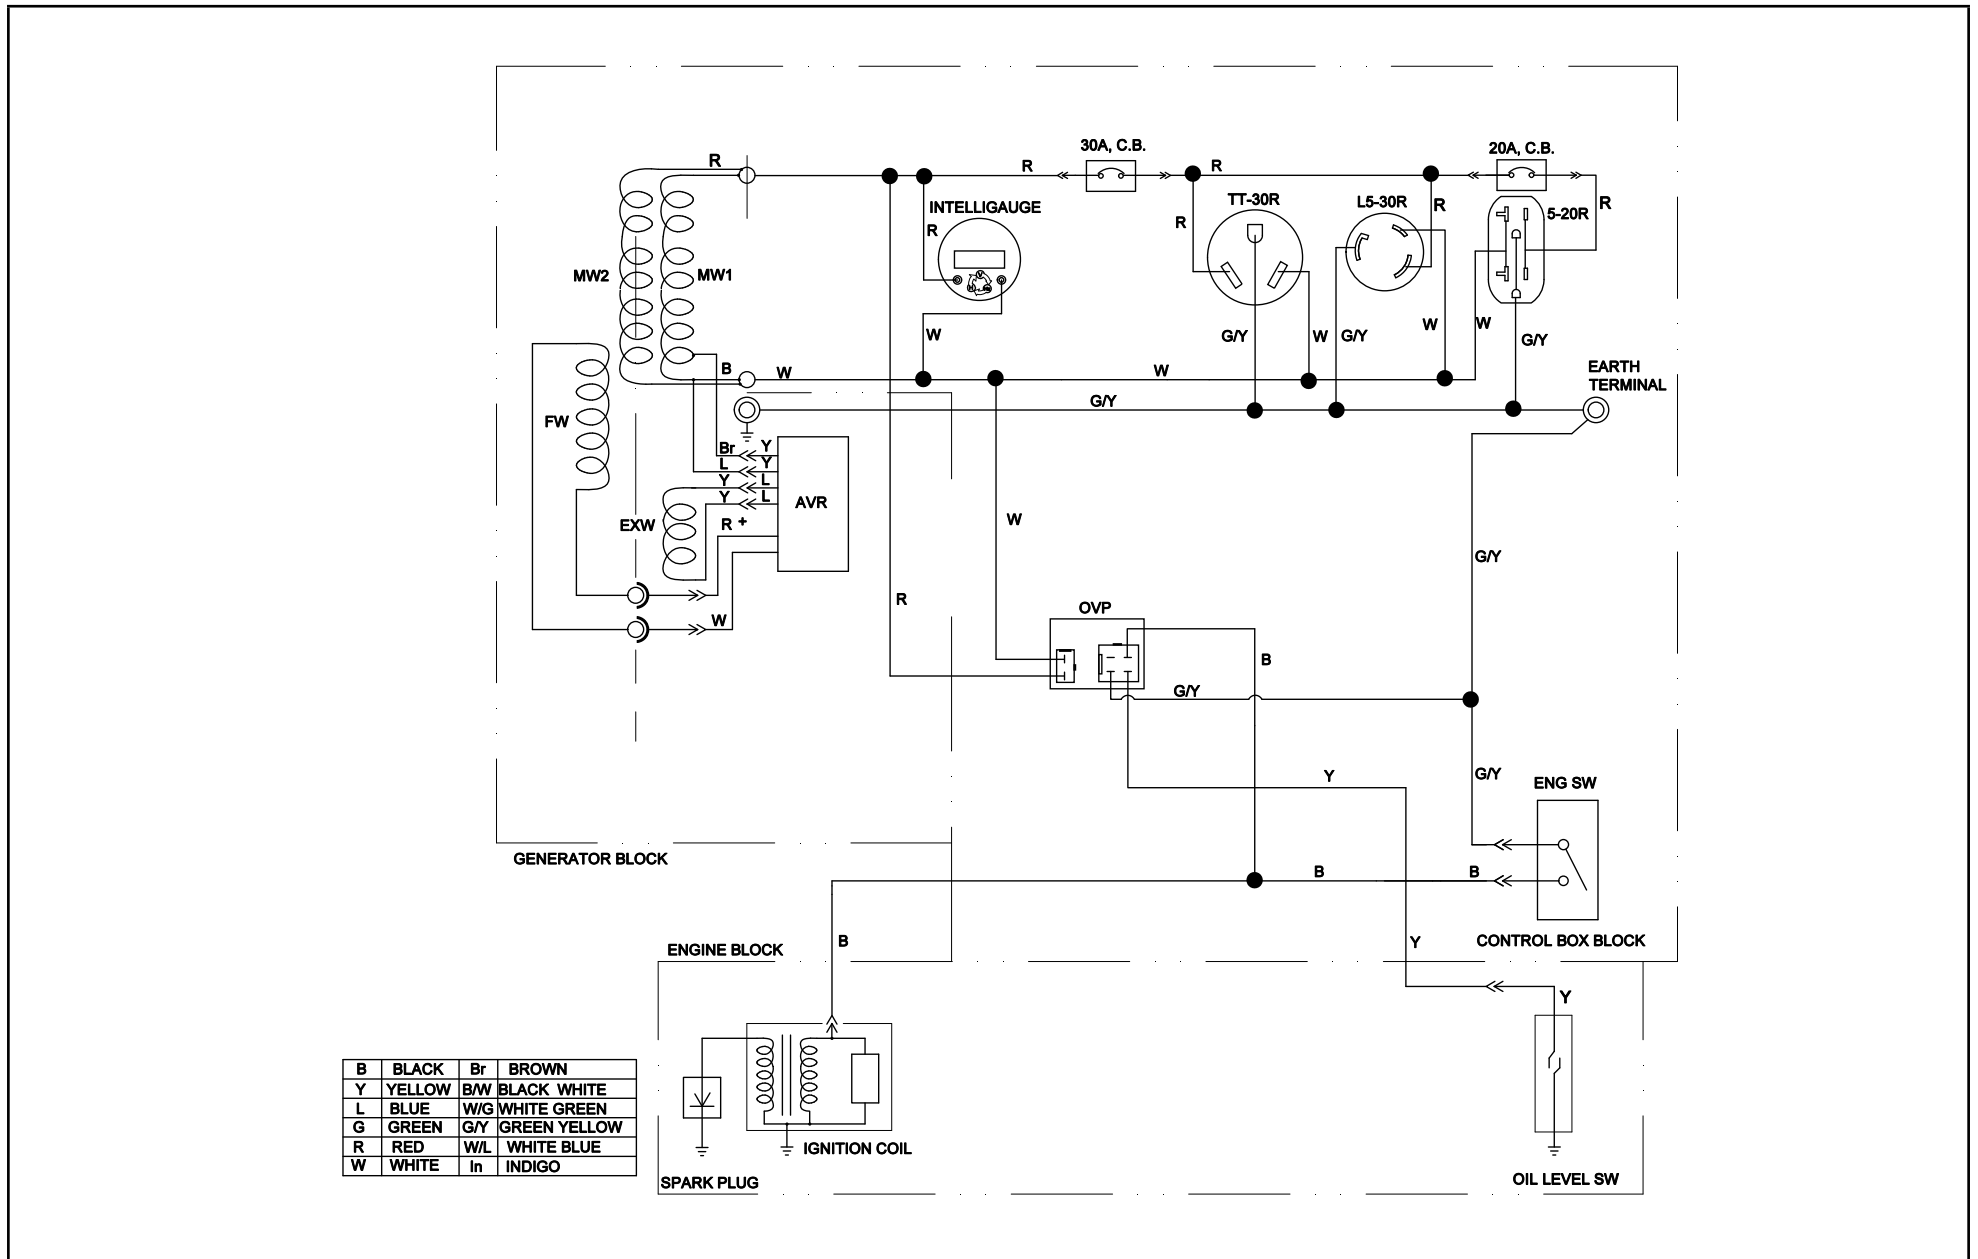 30A, C.B.
20A, C.B.
R
R
R
INTELLIGAUGE
TT-30R
L5-30R
R
R
5-20R
R
R
V
H
Hz
MW2
MW1
W
G/Y
W
G/Y
W
W
G/Y
B
W
W
EARTH
TERMINAL
G/Y
FW
Br
Y
L
Y
Y
L
Y
L
AVR
EXW
R +
W
G/Y
R
OVP
W
B
G/Y
Y
G/Y
ENG SW
GENERATOR BLOCK
B
B
B
Y
CONTROL BOX BLOCK
ENGINE BLOCK
Y
IGNITION COIL
SPARK PLUG
OIL LEVEL SW
B BLACK Br BROWN
Y YELLOW B/W BLACK WHITE
L BLUE W/G WHITE GREEN
G GREEN G/Y GREEN YELLOW
R RED W/L WHITE BLUE
W WHITE In INDIGO